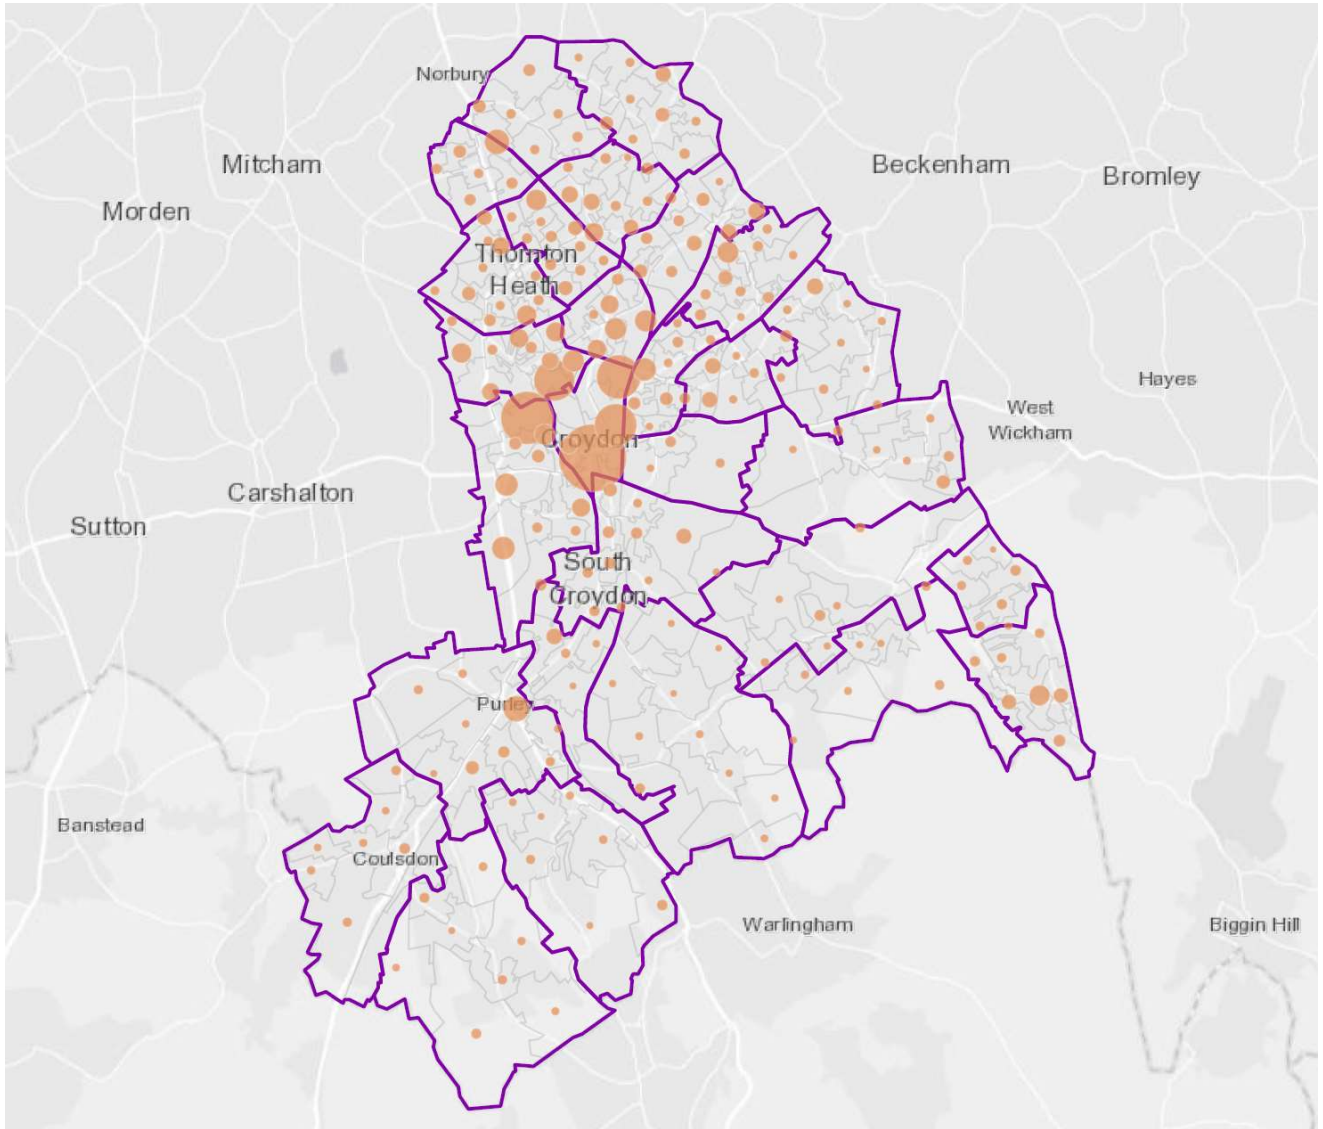 Norbury
Mitcham
Beckenham
Bromley
Morden
Thornton
Heath
Hayes
West
Wickham
Croydon
Carshalton
Sutton
South
Croydon
Purley
Banstead
Coulsdon
Warlingham
Biggin Hill